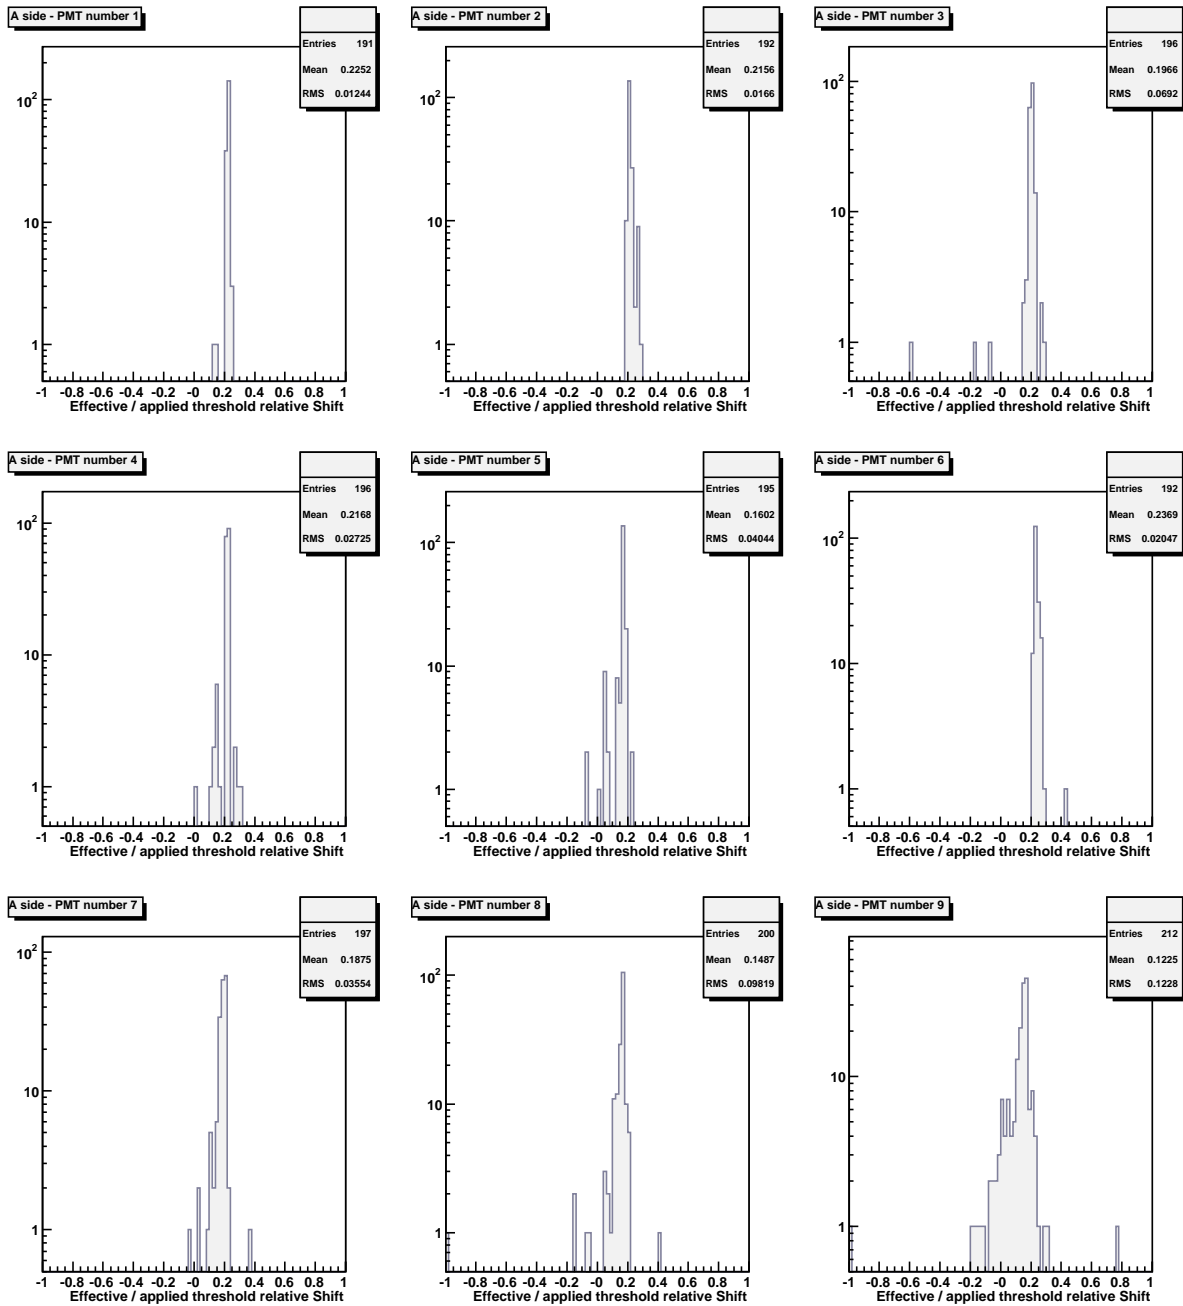 A side - PMT number 1
Entries 191
Mean 0.2252
RMS 0.01244
10^2
10
1
-1 -0.8 -0.6 -0.4 -0.2 -0 0.2 0.4 0.6 0.8 1
Effective / applied threshold relative Shift
A side - PMT number 2
Entries 192
Mean 0.2156
RMS 0.0166
10^2
10
1
-1 -0.8 -0.6 -0.4 -0.2 -0 0.2 0.4 0.6 0.8 1
Effective / applied threshold relative Shift
A side - PMT number 3
Entries 196
Mean 0.1966
RMS 0.0692
10^2
10
1
-1 -0.8 -0.6 -0.4 -0.2 -0 0.2 0.4 0.6 0.8 1
Effective / applied threshold relative Shift
A side - PMT number 4
Entries 196
Mean 0.2168
RMS 0.02725
10^2
10
1
-1 -0.8 -0.6 -0.4 -0.2 -0 0.2 0.4 0.6 0.8 1
Effective / applied threshold relative Shift
A side - PMT number 5
Entries 195
Mean 0.1602
RMS 0.04044
10^2
10
1
-1 -0.8 -0.6 -0.4 -0.2 -0 0.2 0.4 0.6 0.8 1
Effective / applied threshold relative Shift
A side - PMT number 6
Entries 192
Mean 0.2369
RMS 0.02047
10^2
10
1
-1 -0.8 -0.6 -0.4 -0.2 -0 0.2 0.4 0.6 0.8 1
Effective / applied threshold relative Shift
A side - PMT number 7
Entries 197
Mean 0.1875
RMS 0.03554
10^2
10
1
-1 -0.8 -0.6 -0.4 -0.2 -0 0.2 0.4 0.6 0.8 1
Effective / applied threshold relative Shift
A side - PMT number 8
Entries 200
Mean 0.1487
RMS 0.09819
10^2
10
1
-1 -0.8 -0.6 -0.4 -0.2 -0 0.2 0.4 0.6 0.8 1
Effective / applied threshold relative Shift
A side - PMT number 9
Entries 212
Mean 0.1225
RMS 0.1228
10
1
-1 -0.8 -0.6 -0.4 -0.2 -0 0.2 0.4 0.6 0.8 1
Effective / applied threshold relative Shift